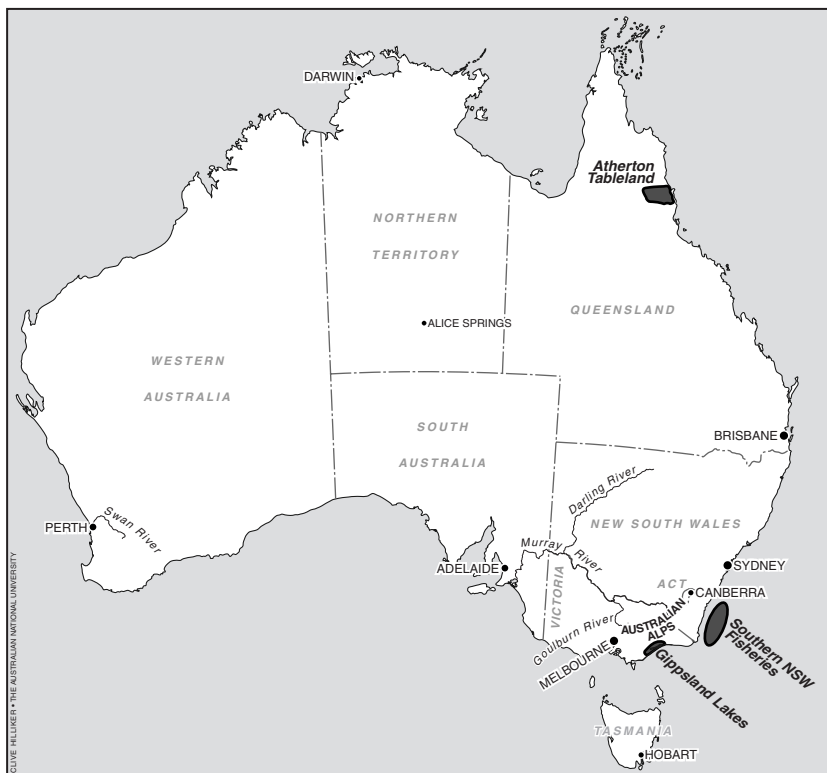 DARWIN
Atherton
Tableland
NORTHERN
TERRITORY
ALICE SPRINGS
QUEENSLAND
WESTERN
AUSTRALIA
SOUTH
AUSTRALIA
BRISBANE
Darling River
NEW SOUTH WALES
PERTH
Swan River
Murray River
ADELAIDE
SYDNEY
ACT
CANBERRA
VICTORIA
Goulburn River
AUSTRALIAN
ALPS
MELBOURNE
Southern NSW
Fisheries
Gippsland Lakes
TASMANIA
HOBART
CLIVE HILLIKER • THE AUSTRALIAN NATIONAL UNIVERSITY